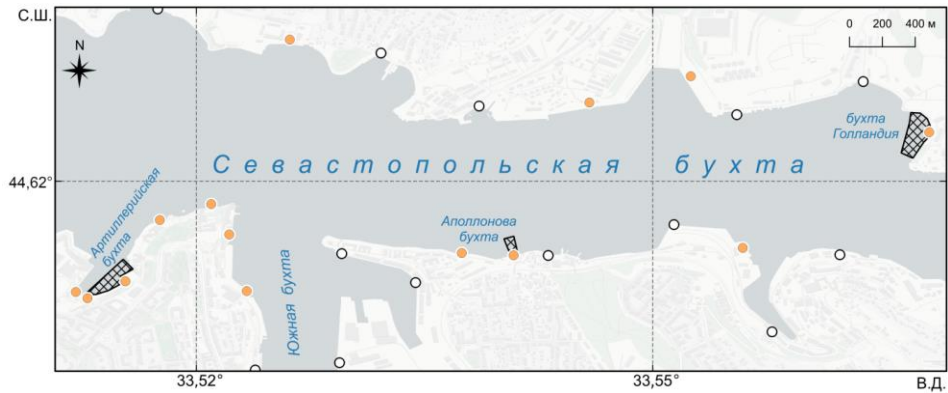 С.Ш.
N
0 200 400 м
бухта
Голландия
Севастопольская бухта
44,62°
Артиллерийская
бухта
Аполлонова
бухта
Южная бухта
33,52°
33,55°
В.Д.